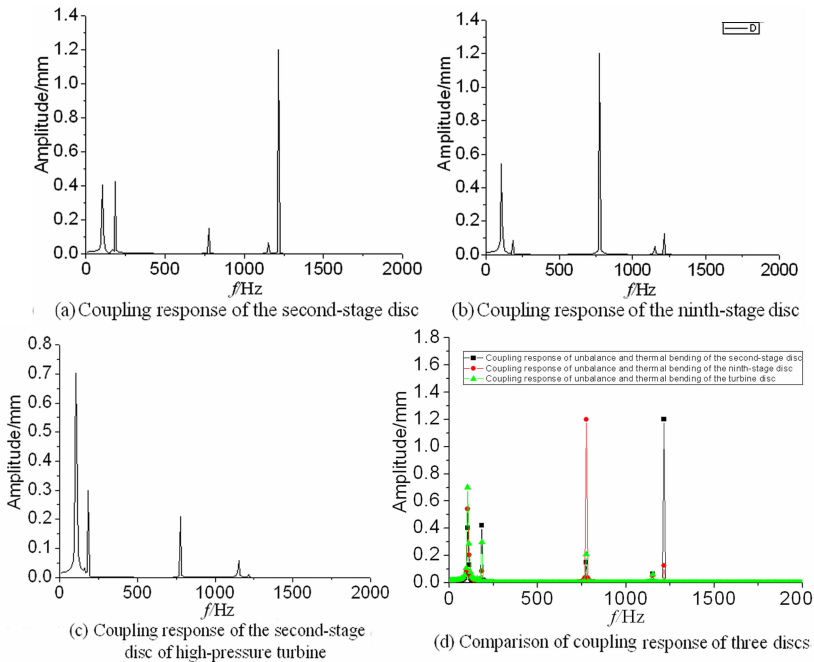 1.4
1.2
1.0
0.8
0.6
0.4
0.2
0.0
Amplitude/mm
0 500 1000 1500 2000
f/Hz
(a) Coupling response of the second-stage disc
1.4
1.2
1.0
0.8
0.6
0.4
0.2
0.0
Amplitude/mm
D
0 500 1000 1500 2000
f/Hz
(b) Coupling response of the ninth-stage disc
0.8
0.7
0.6
0.5
0.4
0.3
0.2
0.1
0.0
Amplitude/mm
0 500 1000 1500 2000
f/Hz
(c) Coupling response of the second-stage
disc of high-pressure turbine
1.8
1.6
1.4
1.2
1.0
0.8
0.6
0.4
0.2
0.0
Amplitude/mm
Coupling response of unbalance and thermal bending of the second-stage disc
Coupling response of unbalance and thermal bending of the ninth-stage disc
Coupling response of unbalance and thermal bending of the turbine disc
0 500 1000 1500 200
f/Hz
(d) Comparison of coupling response of three discs